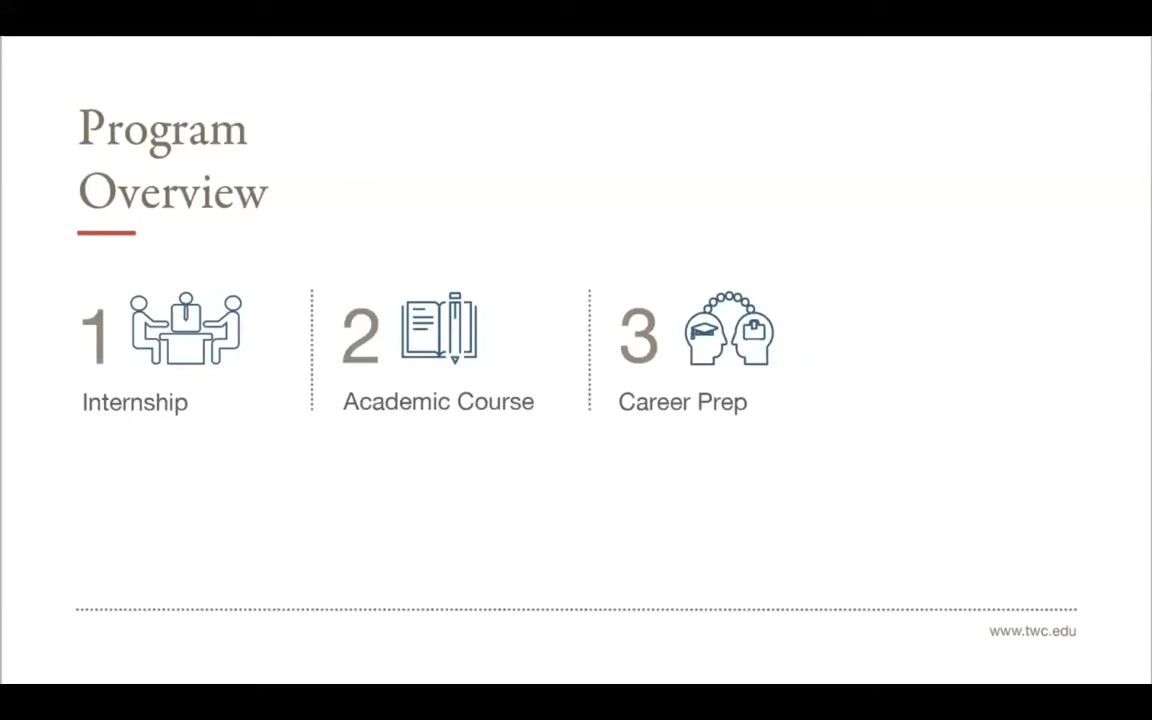 Program
Overview
1
Internship
2
Academic Course
3
Career Prep
www.twc.edu